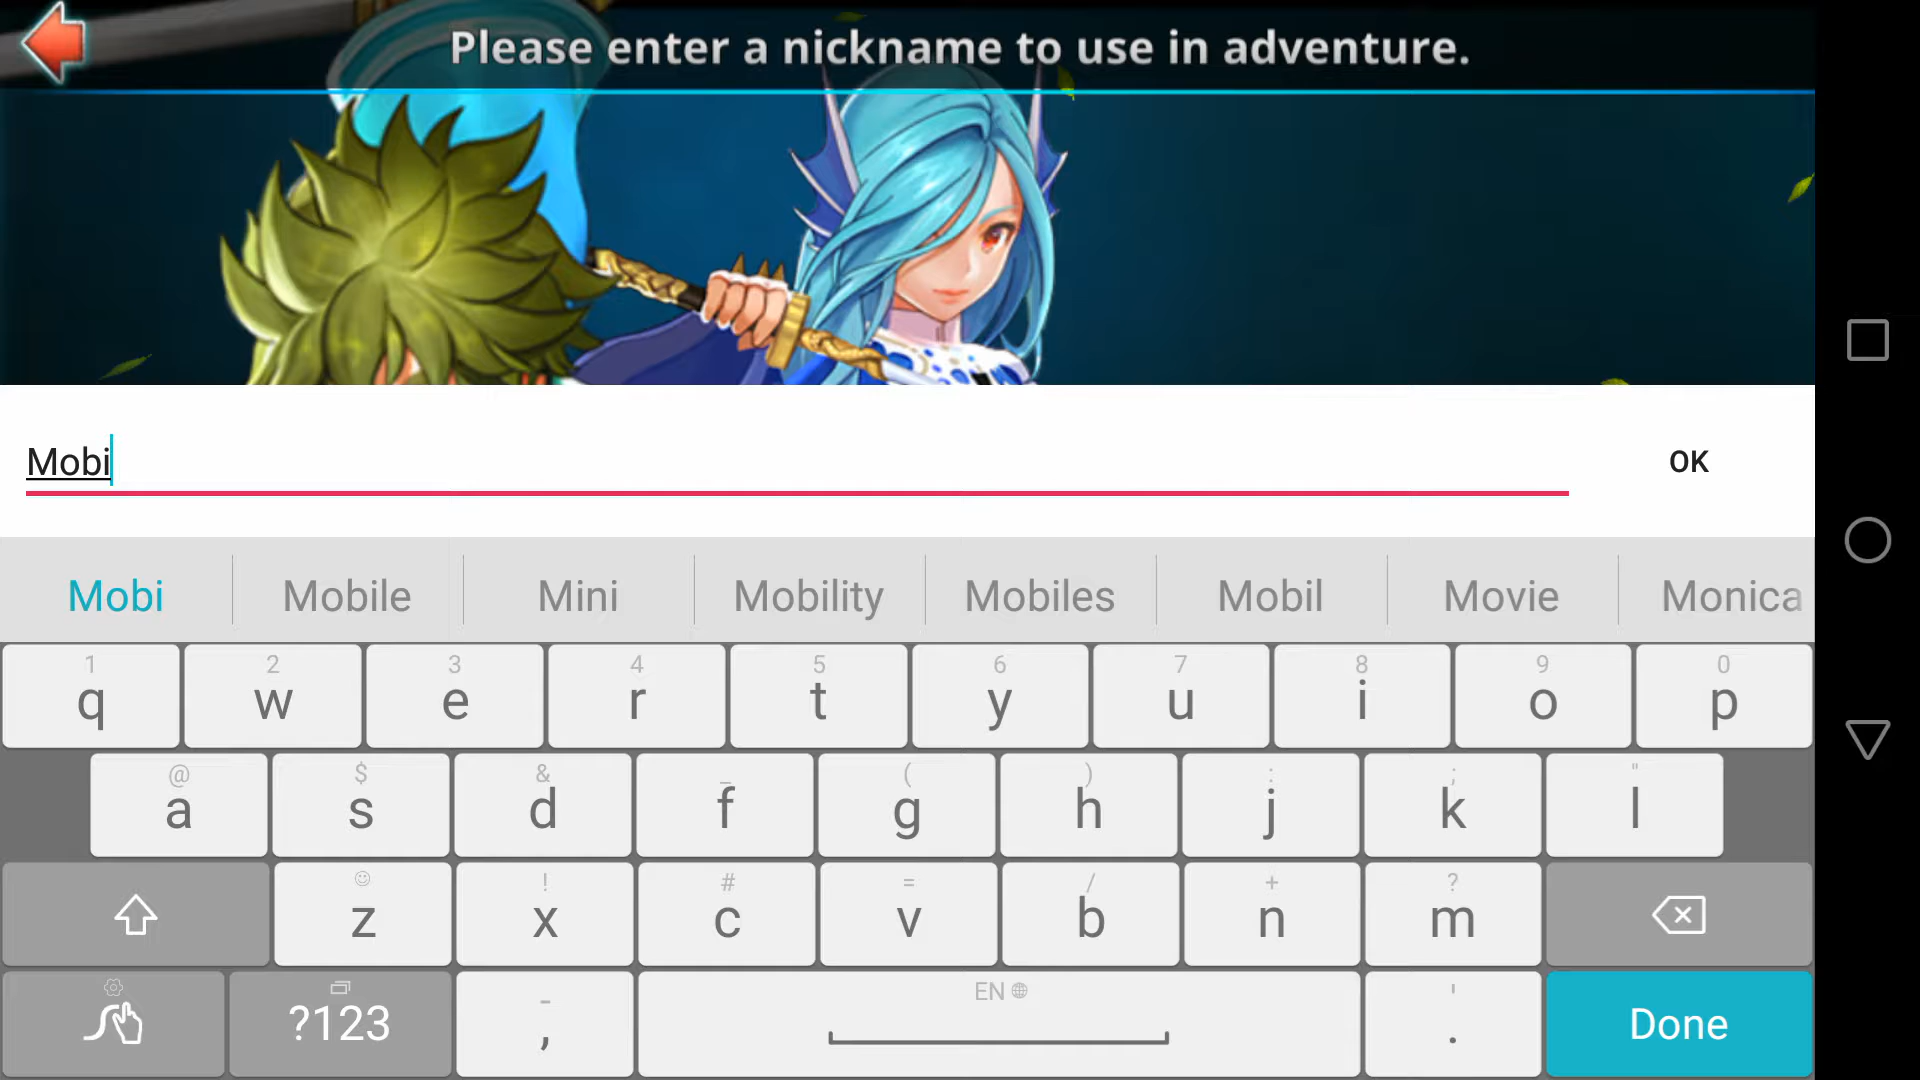 Please enter a nickname to use in adventure.
Mobi
OK
Mobi Mobile Mini Mobility Mobiles Mobil Movie Monica
1 2 3 4 5 6 7 8 9 0
q w e r t y u i o p
@ $ & _ ( ) : ; "
a s d f g h j k l
! # = / + ?
z x c v b n m
- EN '
?123 , . Done